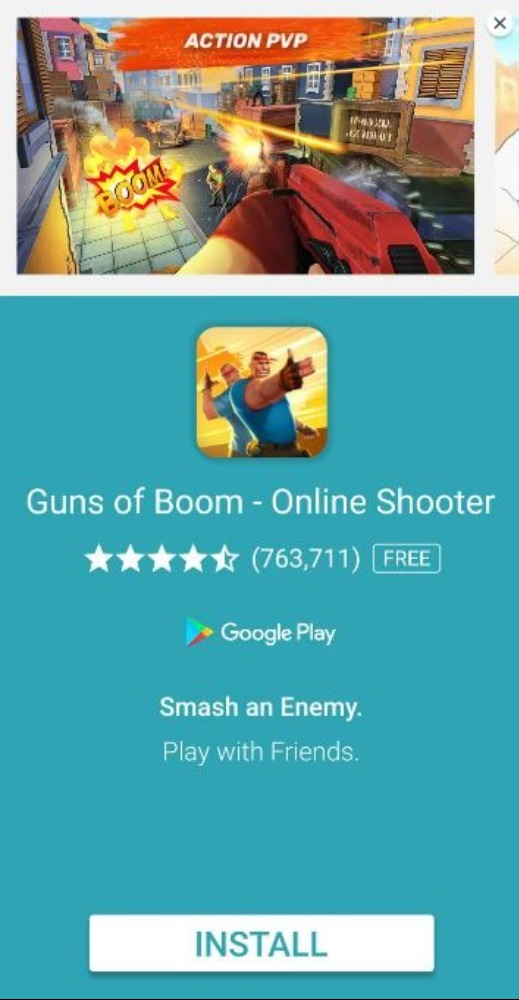 ACTION PVP
BOOM!
Guns of Boom - Online Shooter
(763,711) FREE
Google Play
Smash an Enemy.
Play with Friends.
INSTALL